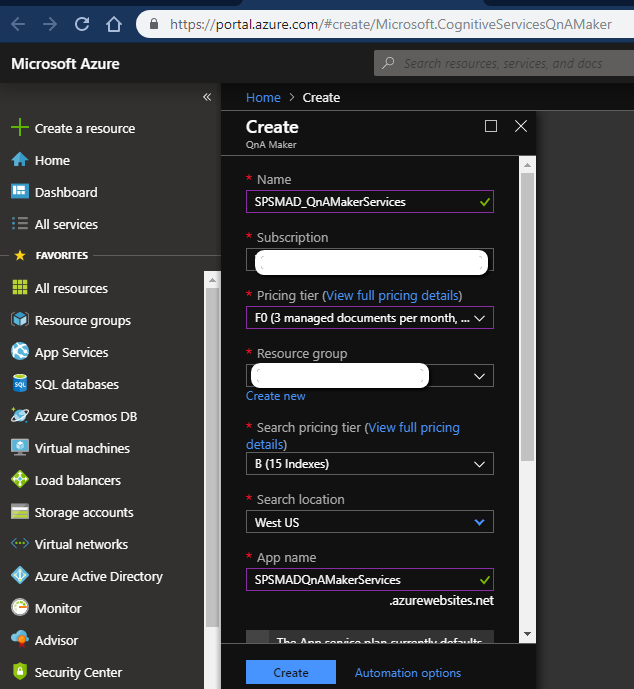 https://portal.azure.com/#create/Microsoft.CognitiveServicesQnAMaker
Microsoft Azure
Search resources, services, and docs
«
Home > Create
Create a resource
Home
Dashboard
All services
FAVORITES
All resources
Resource groups
App Services
SQL databases
Azure Cosmos DB
Virtual machines
Load balancers
Storage accounts
Virtual networks
Azure Active Directory
Monitor
Advisor
Security Center
Create
QnA Maker
* Name
SPSMAD_QnAMakerServices
* Subscription
* Pricing tier (View full pricing details)
F0 (3 managed documents per month, ...
* Resource group
Create new
* Search pricing tier (View full pricing
details)
B (15 Indexes)
* Search location
West US
* App name
SPSMADQnAMakerServices
.azurewebsites.net
The App service plan currently defaults
Create
Automation options